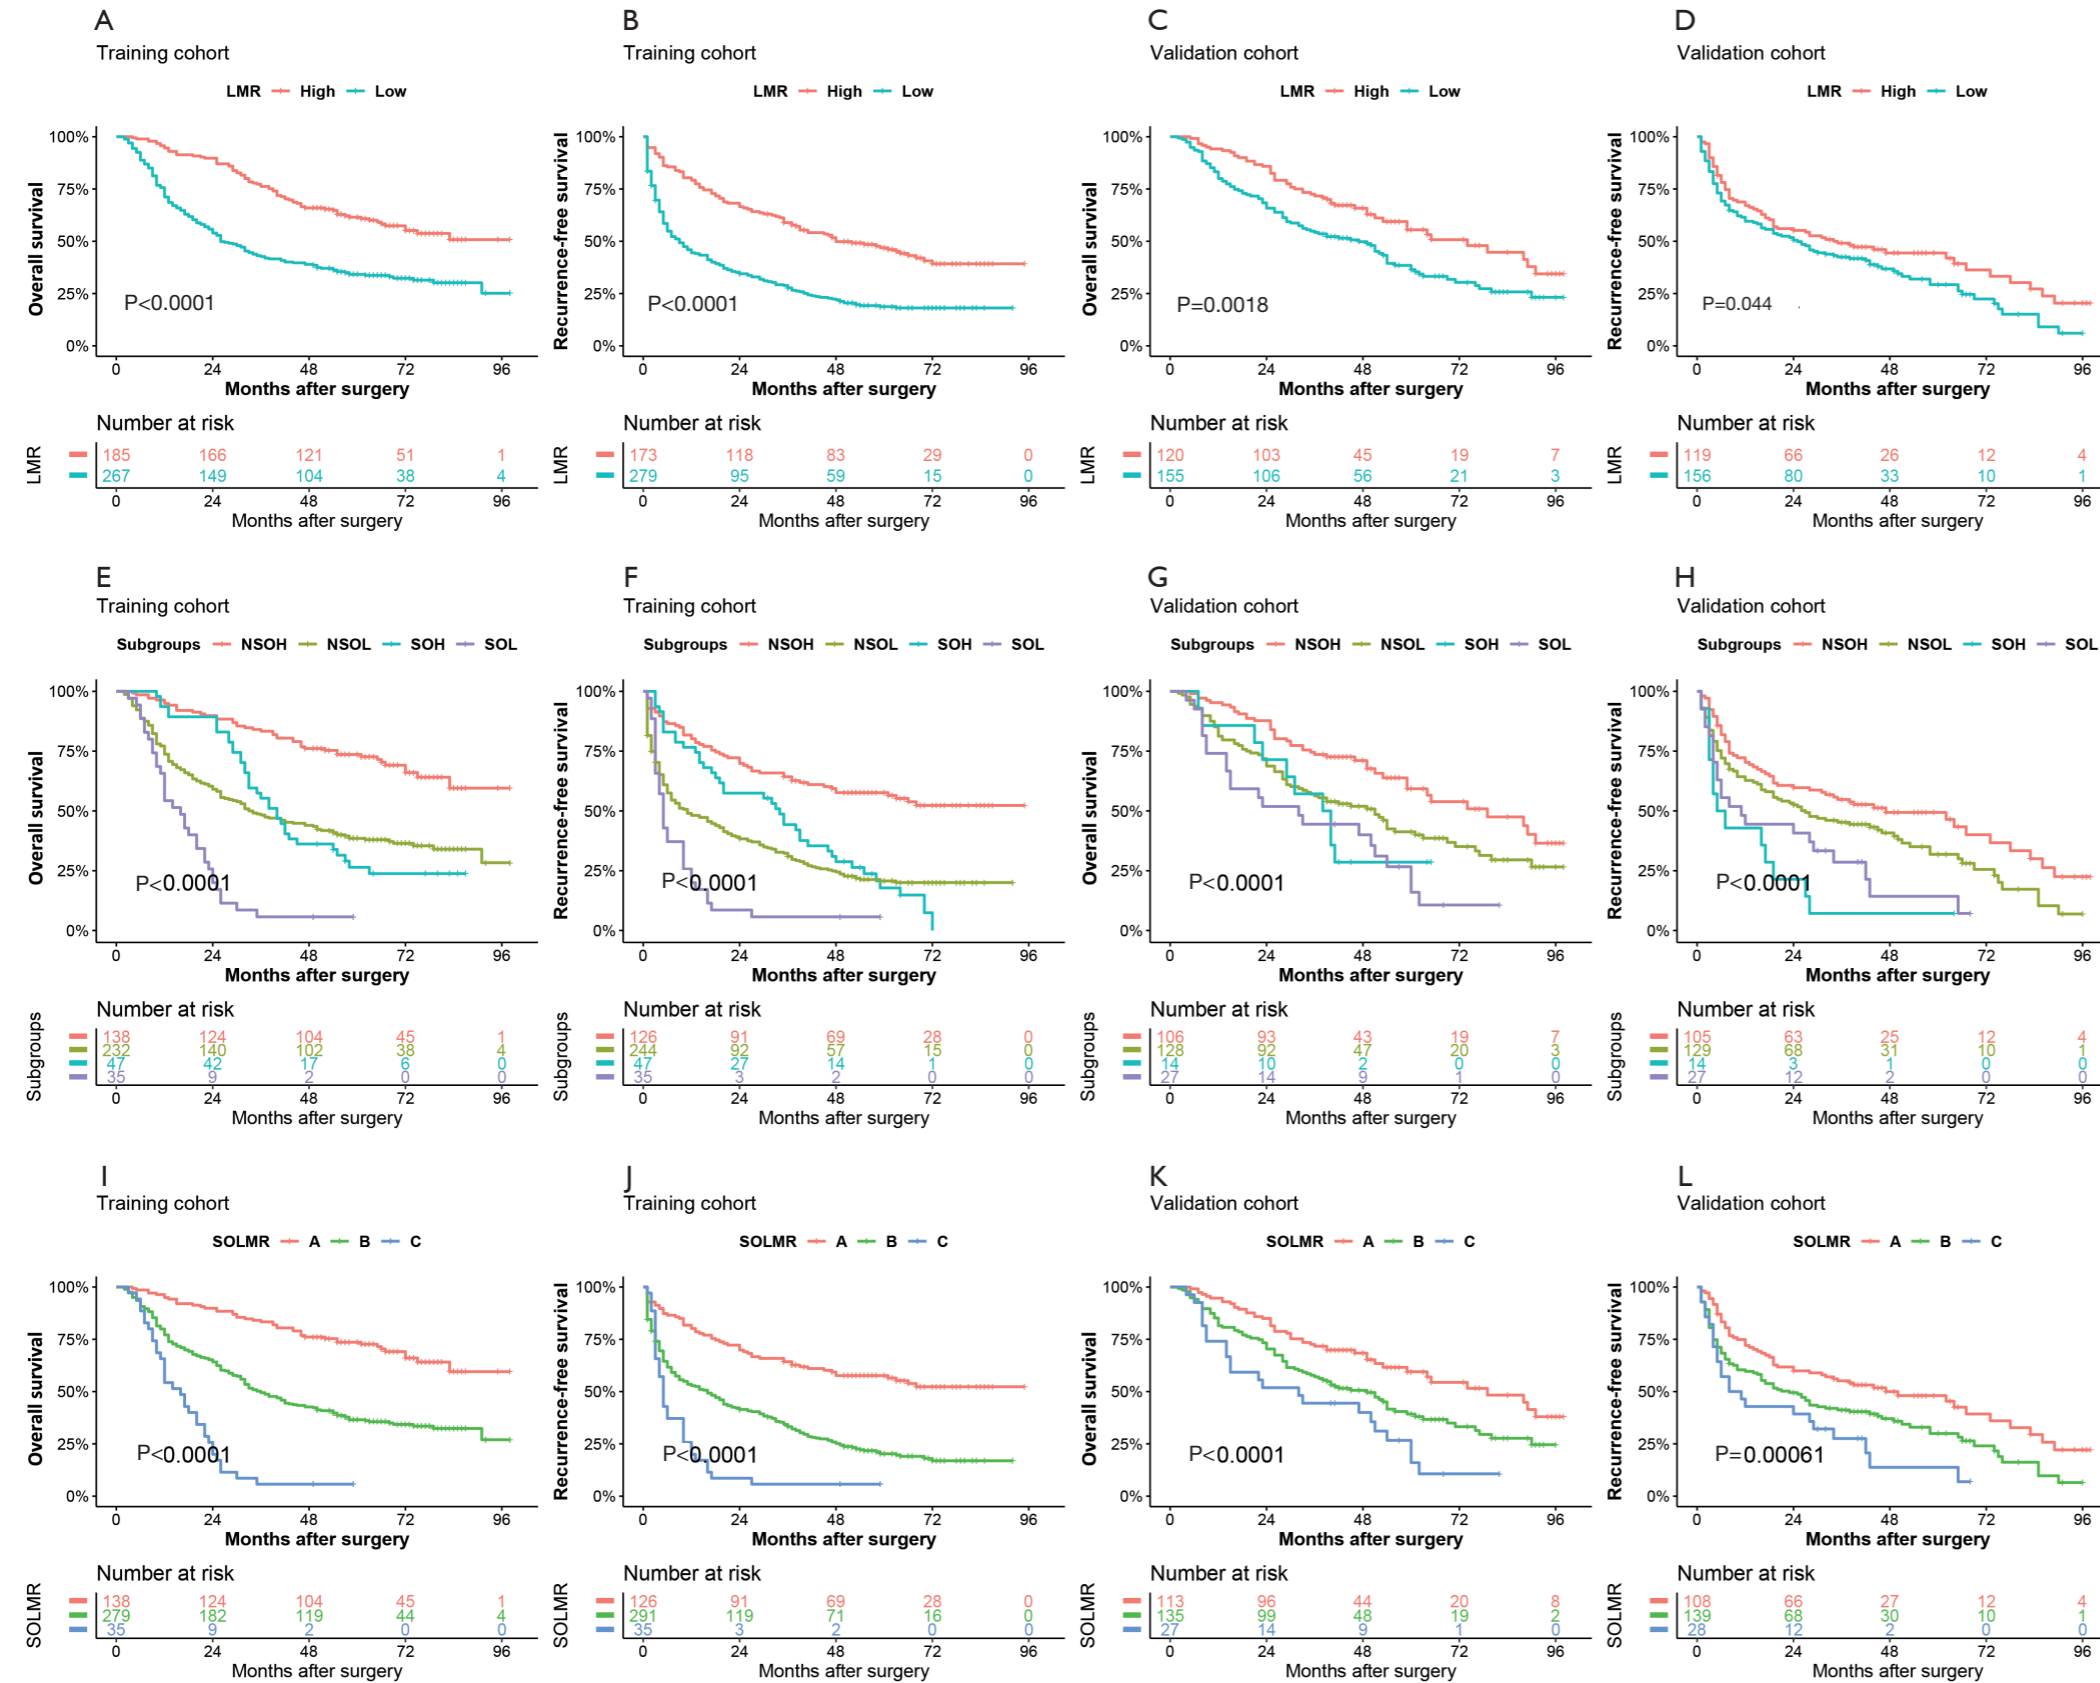 A
Training cohort
LMR High Low
Overall survival
100%
75%
50%
25%
0%
P<0.0001
0 24 48 72 96
Months after surgery
Number at risk
LMR
185 166 121 51 1
267 149 104 38 4
0 24 48 72 96
Months after surgery
B
Training cohort
LMR High Low
Recurrence-free survival
100%
75%
50%
25%
0%
P<0.0001
0 24 48 72 96
Months after surgery
Number at risk
LMR
173 118 83 29 0
279 95 59 15 0
0 24 48 72 96
Months after surgery
C
Validation cohort
LMR High Low
Overall survival
100%
75%
50%
25%
0%
P=0.0018
0 24 48 72 96
Months after surgery
Number at risk
LMR
120 103 45 19 7
155 106 56 21 3
0 24 48 72 96
Months after surgery
D
Validation cohort
LMR High Low
Recurrence-free survival
100%
75%
50%
25%
0%
P=0.044
0 24 48 72 96
Months after surgery
Number at risk
LMR
119 66 26 12 4
156 80 33 10 1
0 24 48 72 96
Months after surgery
E
Training cohort
Subgroups NSOH NSOL SOH SOL
Overall survival
100%
75%
50%
25%
0%
P<0.0001
0 24 48 72 96
Months after surgery
Number at risk
Subgroups
138 124 104 45 1
232 140 102 38 4
47 42 17 6 0
35 9 2 0 0
0 24 48 72 96
Months after surgery
F
Training cohort
Subgroups NSOH NSOL SOH SOL
Recurrence-free survival
100%
75%
50%
25%
0%
P<0.0001
0 24 48 72 96
Months after surgery
Number at risk
Subgroups
126 91 69 28 0
244 92 57 15 0
47 27 14 1 0
35 3 2 0 0
0 24 48 72 96
Months after surgery
G
Validation cohort
Subgroups NSOH NSOL SOH SOL
Overall survival
100%
75%
50%
25%
0%
P<0.0001
0 24 48 72 96
Months after surgery
Number at risk
Subgroups
106 93 43 19 7
128 92 47 20 3
14 10 2 0 0
27 14 9 1 0
0 24 48 72 96
Months after surgery
H
Validation cohort
Subgroups NSOH NSOL SOH SOL
Recurrence-free survival
100%
75%
50%
25%
0%
P<0.0001
0 24 48 72 96
Months after surgery
Number at risk
Subgroups
105 63 25 12 4
129 68 31 10 1
14 3 1 0 0
27 12 2 0 0
0 24 48 72 96
Months after surgery
I
Training cohort
SOLMR A B C
Overall survival
100%
75%
50%
25%
0%
P<0.0001
0 24 48 72 96
Months after surgery
Number at risk
SOLMR
138 124 104 45 1
279 182 119 44 4
35 9 2 0 0
0 24 48 72 96
Months after surgery
J
Training cohort
SOLMR A B C
Recurrence-free survival
100%
75%
50%
25%
0%
P<0.0001
0 24 48 72 96
Months after surgery
Number at risk
SOLMR
126 91 69 28 0
291 119 71 16 0
35 3 2 0 0
0 24 48 72 96
Months after surgery
K
Validation cohort
SOLMR A B C
Overall survival
100%
75%
50%
25%
0%
P<0.0001
0 24 48 72 96
Months after surgery
Number at risk
SOLMR
113 96 44 20 8
135 99 48 19 2
27 14 9 1 0
0 24 48 72 96
Months after surgery
L
Validation cohort
SOLMR A B C
Recurrence-free survival
100%
75%
50%
25%
0%
P=0.00061
0 24 48 72 96
Months after surgery
Number at risk
SOLMR
108 66 27 12 4
139 68 30 10 1
28 12 2 0 0
0 24 48 72 96
Months after surgery